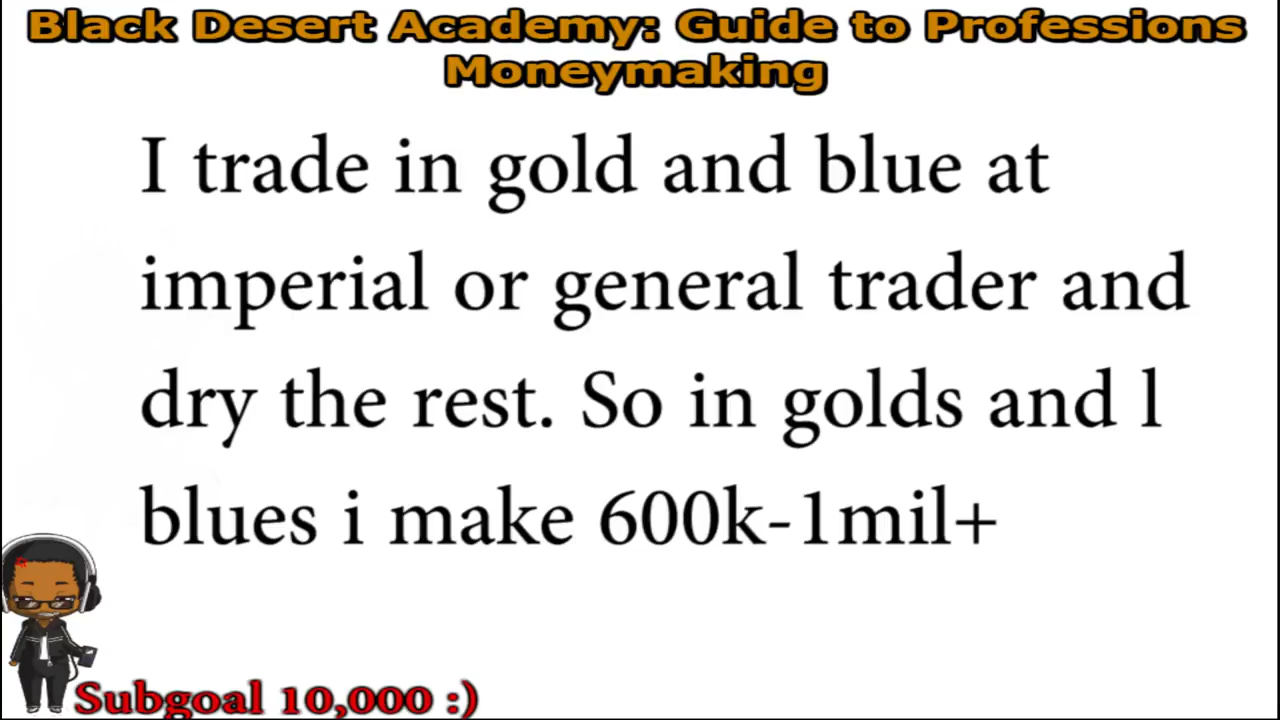 Black Desert Academy: Guide to Professions
Moneymaking
I trade in gold and blue at
imperial or general trader and
dry the rest. So in golds and l
blues i make 600k-1mil+
Subgoal 10,000 :)